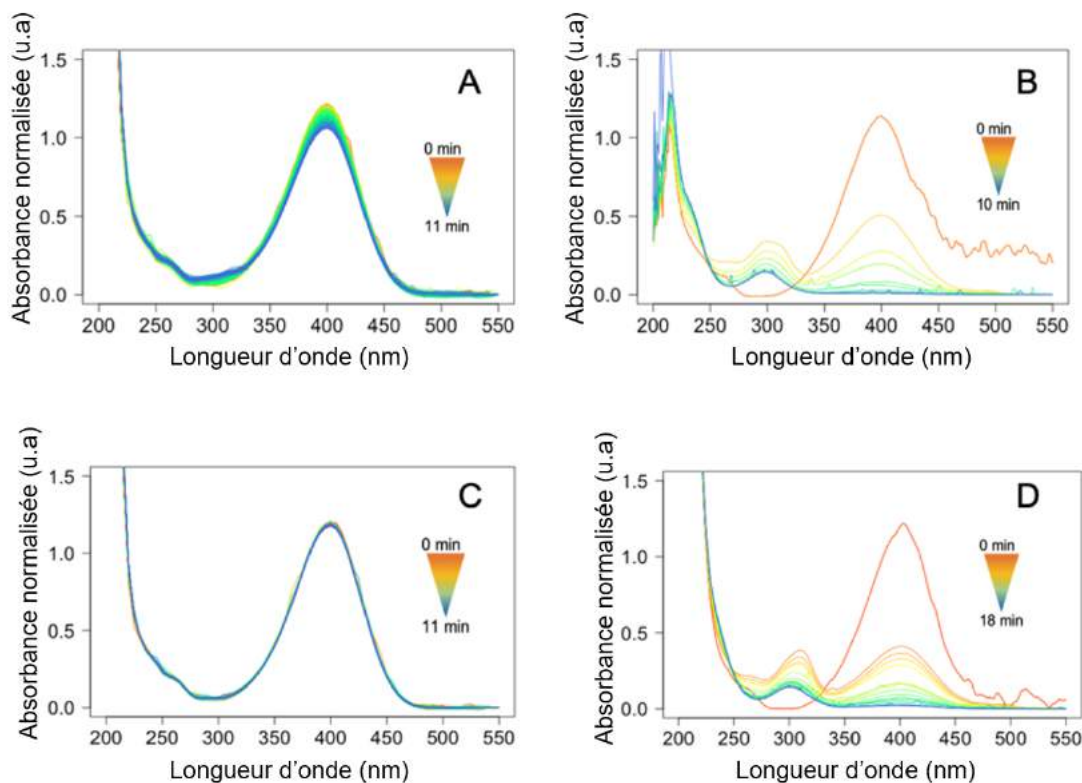 Absorbance normalisée (u.a)
1.5
1.0
0.5
0.0
A
0 min
11 min
200 250 300 350 400 450 500 550
Longueur d'onde (nm)
Absorbance normalisée (u.a)
1.5
1.0
0.5
0.0
B
0 min
10 min
200 250 300 350 400 450 500 550
Longueur d'onde (nm)
Absorbance normalisée (u.a)
1.5
1.0
0.5
0.0
C
0 min
11 min
200 250 300 350 400 450 500 550
Longueur d'onde (nm)
Absorbance normalisée (u.a)
1.5
1.0
0.5
0.0
D
0 min
18 min
200 250 300 350 400 450 500 550
Longueur d'onde (nm)